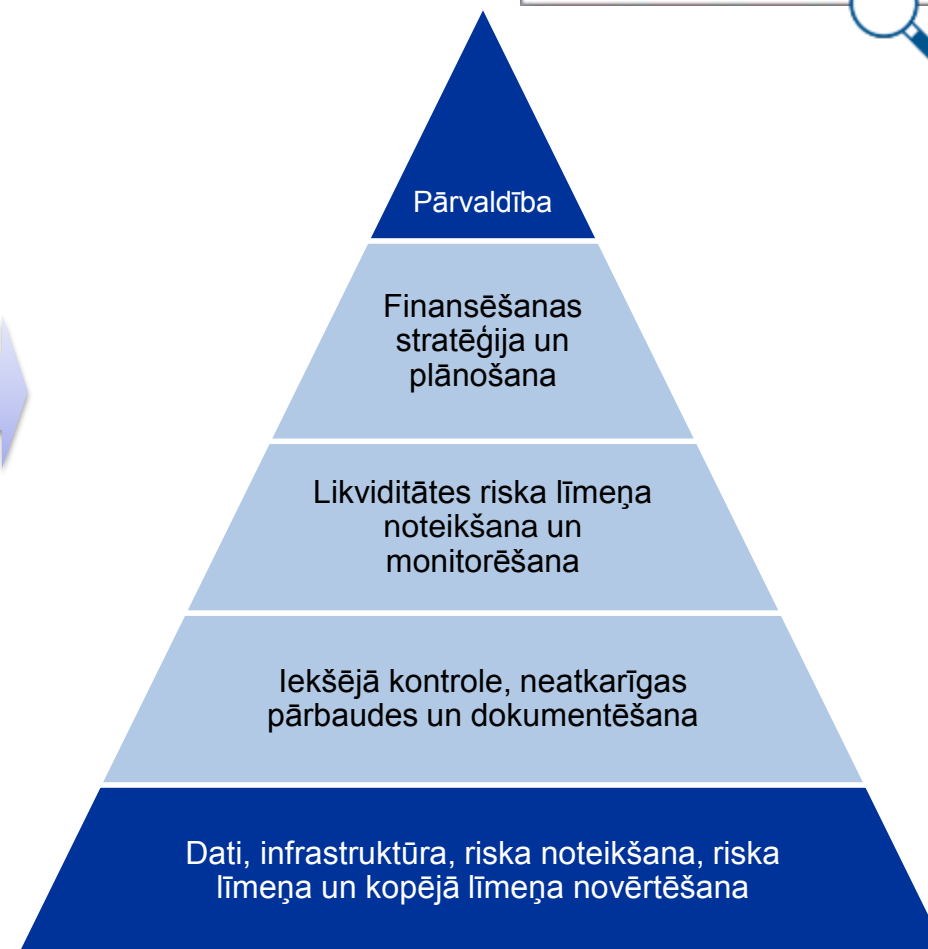 Pārvaldība
Finansēšanas
stratēģija un
plānošana
Likviditātes riska līmeņa
noteikšana un
monitorēšana
Iekšējā kontrole, neatkarīgas
pārbaudes un dokumentēšana
Dati, infrastruktūra, riska noteikšana, riska
līmeņa un kopējā līmeņa novērtēšana